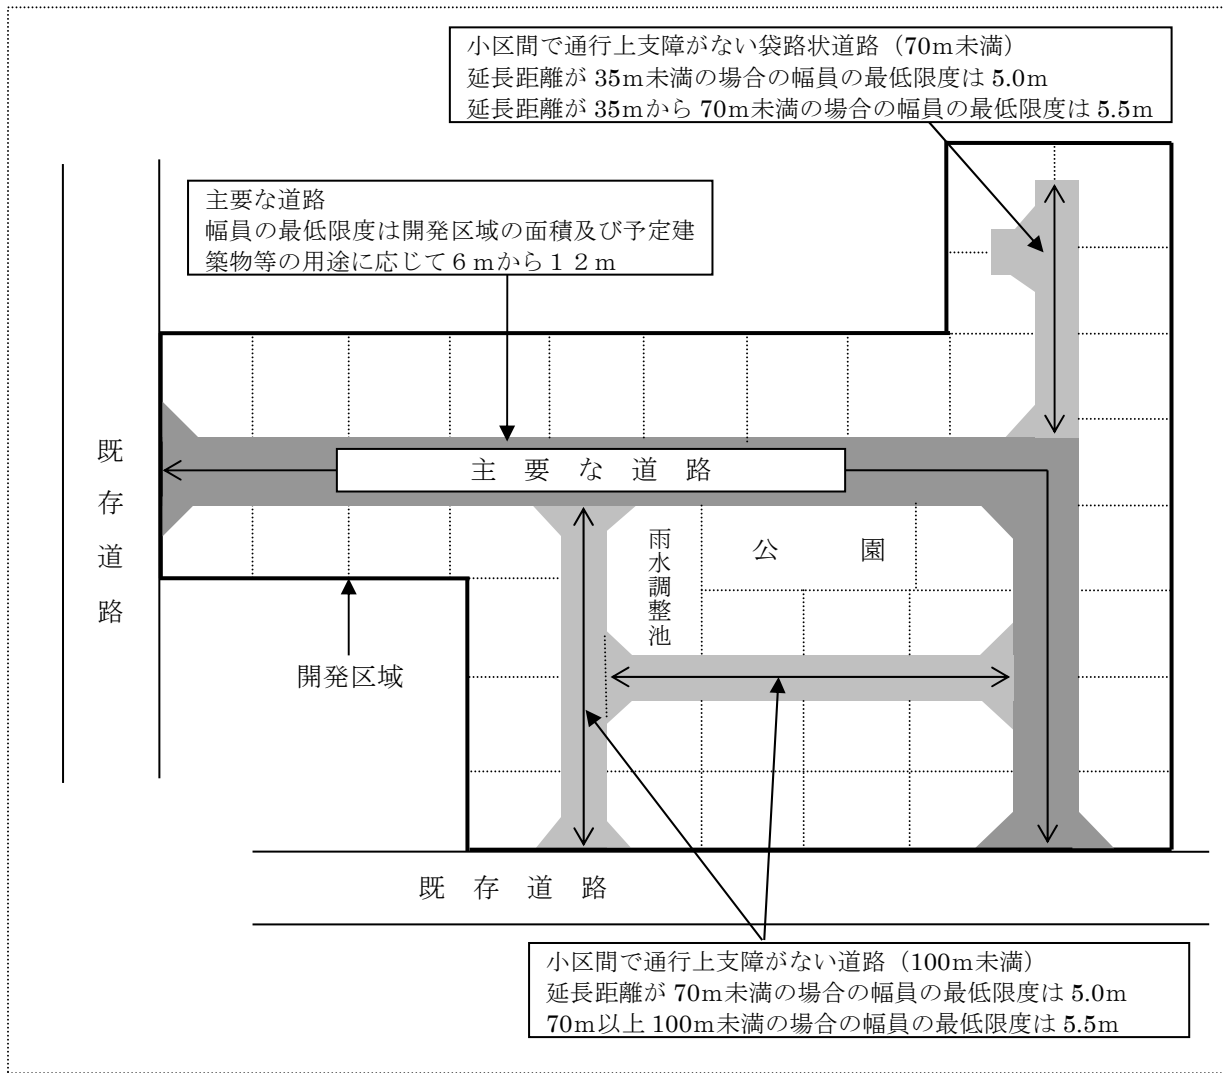 小区間で通行上支障がない袋路状道路（70ｍ未満）
延長距離が 35ｍ未満の場合の幅員の最低限度は 5.0ｍ
延長距離が 35ｍから 70ｍ未満の場合の幅員の最低限度は 5.5ｍ
主要な道路
幅員の最低限度は開発区域の面積及び予定建
築物等の用途に応じて６ｍから１２ｍ
既存道路
主要な道路
雨水調整池
公園
開発区域
既存道路
小区間で通行上支障がない道路（100ｍ未満）
延長距離が 70ｍ未満の場合の幅員の最低限度は 5.0ｍ
70ｍ以上 100ｍ未満の場合の幅員の最低限度は 5.5ｍ